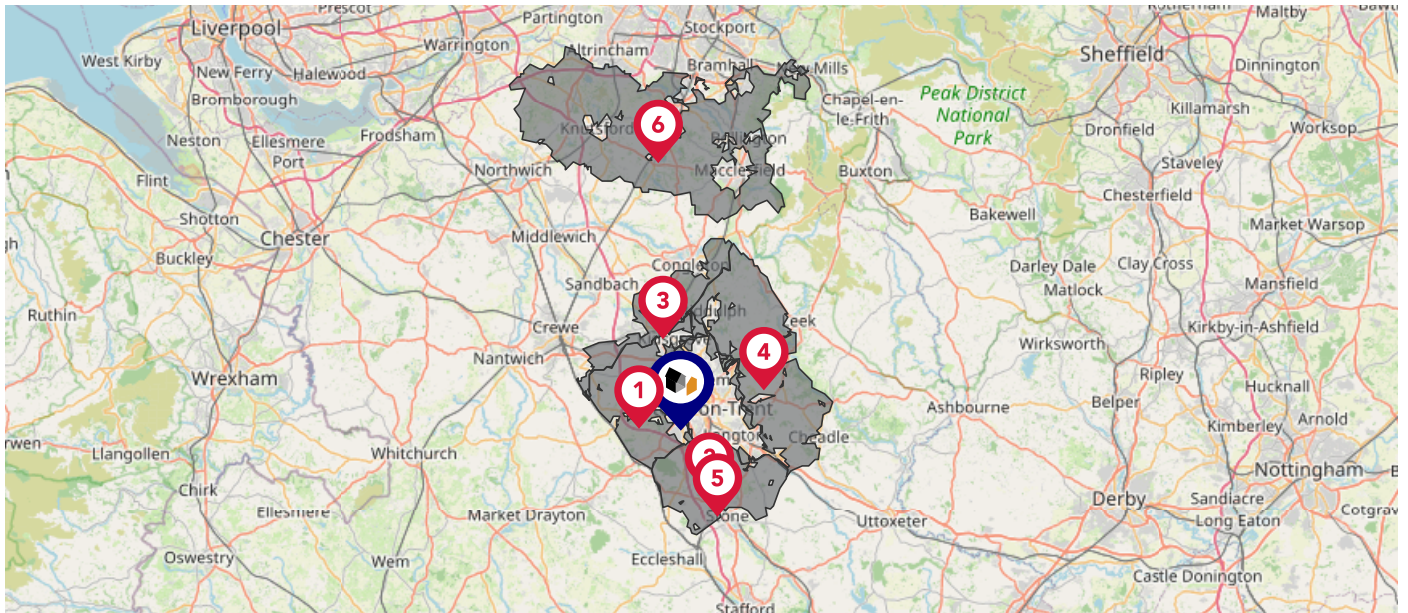 Prescot
Partington
Stockport
Rotherham
Maltby
Liverpool
West Kirby
Warrington
Altrincham
Sheffield
New Ferry
Halewood
Bramhall
New Mills
Dinnington
Bromborough
Chapel-en-
le-Frith
Peak District
National
Park
Killamarsh
Neston
Ellesmere
Port
Frodsham
Knutsford
6
Bollington
Dronfield
Worksop
Northwich
Macclesfield
Buxton
Staveley
Flint
Chesterfield
Shotton
Chester
Middlewich
Bakewell
Market Warsop
Buckley
Congleton
Darley Dale
Clay Cross
Sandbach
Matlock
Mansfield
3
Ruthin
Crewe
4
Kirkby-in-Ashfield
Nantwich
Wirksworth
Wrexham
1
Ripley
Hucknall
on-Trent
Ashbourne
Belper
Arnold
Kimberley
Llangollen
Whitchurch
Cheadle
Nottingham
2
5
Chirk
Derby
Sandiacre
Ellesmere
Market Drayton
Stone
Uttoxeter
Long Eaton
Cotgrav
Oswestry
Wem
Eccleshall
Castle Donington
Stafford